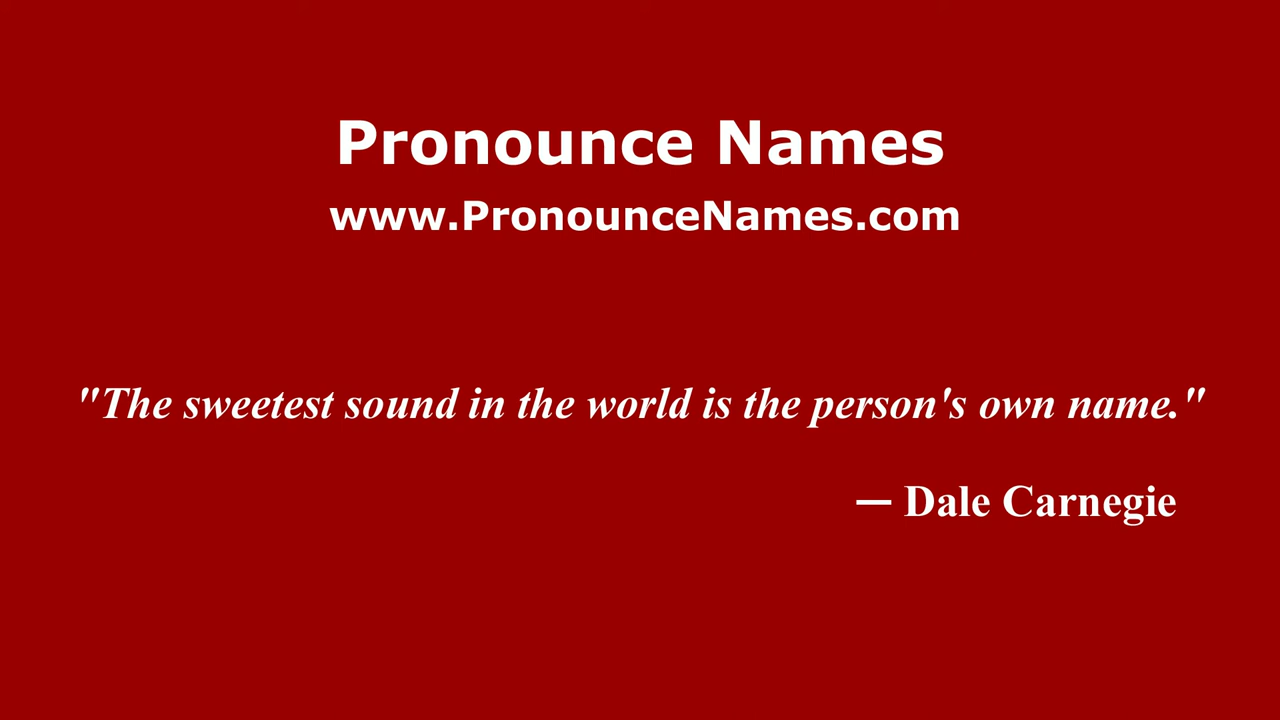 Pronounce Names
www.PronounceNames.com
"The sweetest sound in the world is the person's own name."
— Dale Carnegie